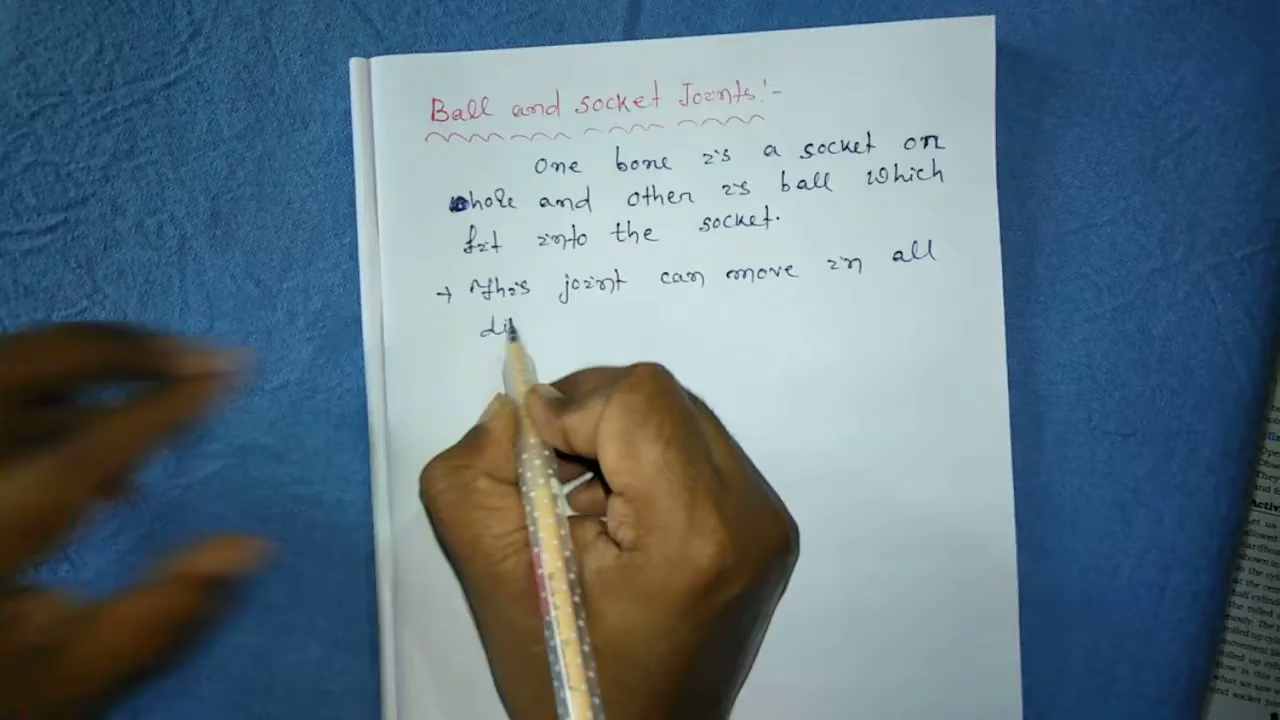 Ball and socket Joints:-
One bone is a socket or
hole and other is ball which
fit into the socket.
→ This joint can move in all
di